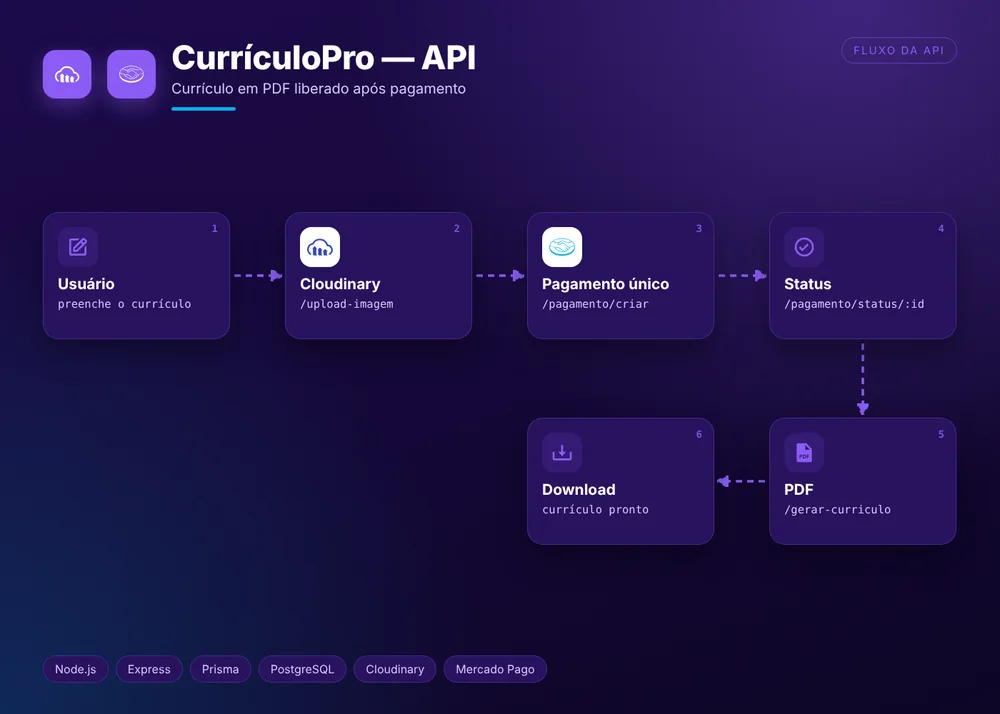 CurrículoPro — API
Currículo em PDF liberado após pagamento
FLUXO DA API
1
Usuário
preenche o currículo
2
Cloudinary
/upload-imagem
3
Pagamento único
/pagamento/criar
4
Status
/pagamento/status/:id
5
PDF
PDF
/gerar-curriculo
6
Download
currículo pronto
Node.js
Express
Prisma
PostgreSQL
Cloudinary
Mercado Pago